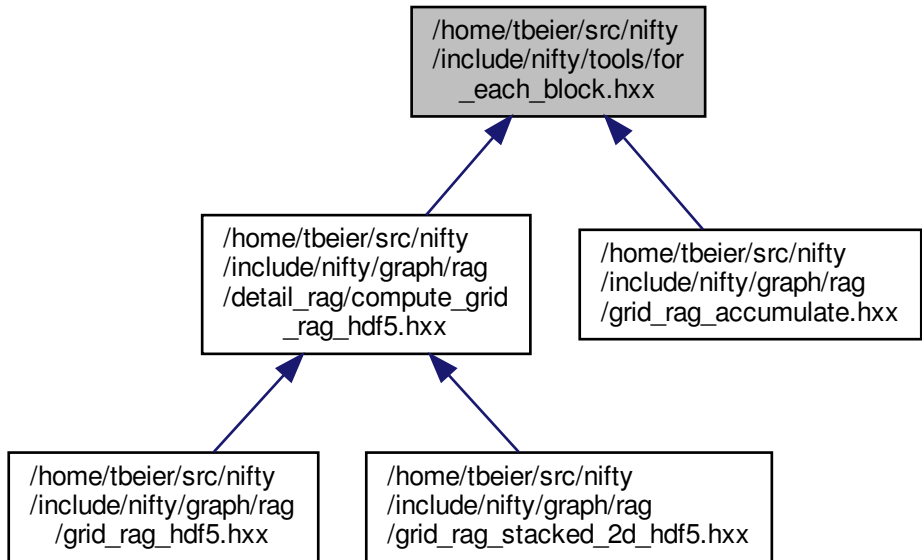 /home/tbeier/src/nifty
/include/nifty/tools/for
_each_block.hxx
/home/tbeier/src/nifty
/include/nifty/graph/rag
/detail_rag/compute_grid
_rag_hdf5.hxx
/home/tbeier/src/nifty
/include/nifty/graph/rag
/grid_rag_accumulate.hxx
/home/tbeier/src/nifty
/include/nifty/graph/rag
/grid_rag_hdf5.hxx
/home/tbeier/src/nifty
/include/nifty/graph/rag
/grid_rag_stacked_2d_hdf5.hxx